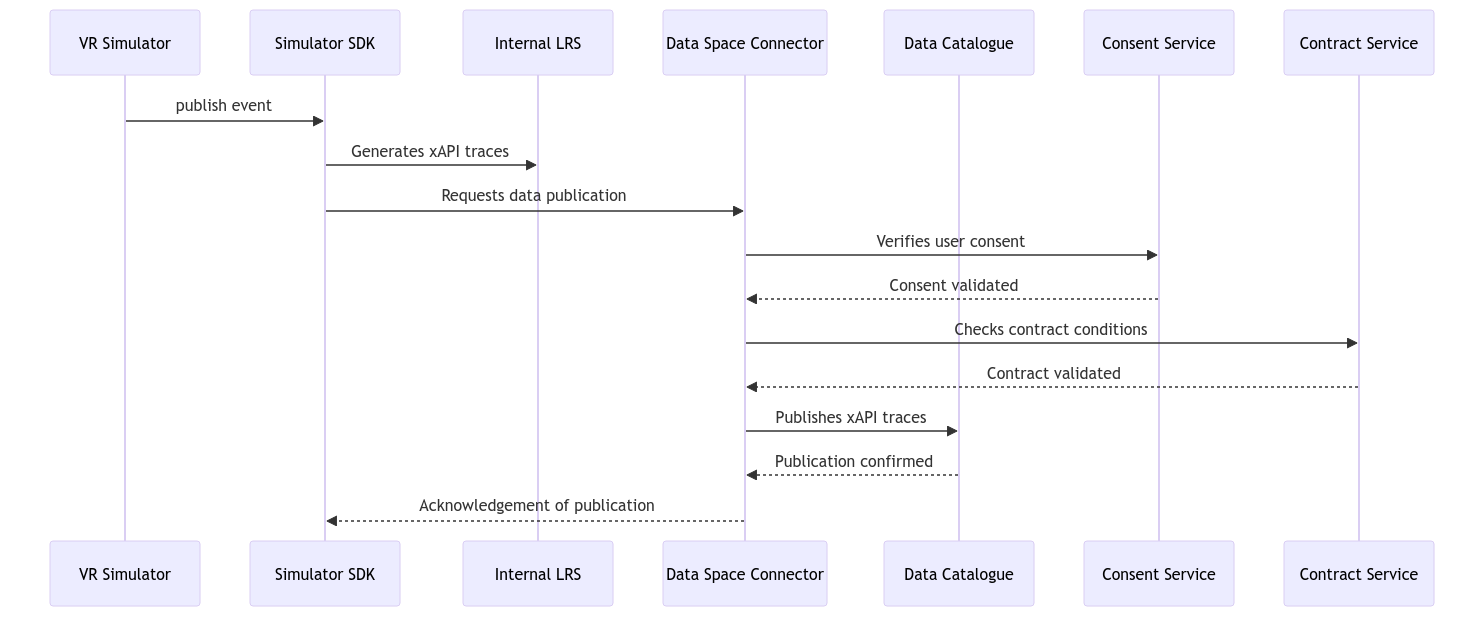 VR Simulator
Simulator SDK
Internal LRS
Data Space Connector
Data Catalogue
Consent Service
Contract Service
publish event
Generates xAPI traces
Requests data publication
Verifies user consent
Consent validated
Checks contract conditions
Contract validated
Publishes xAPI traces
Publication confirmed
Acknowledgement of publication
VR Simulator
Simulator SDK
Internal LRS
Data Space Connector
Data Catalogue
Consent Service
Contract Service